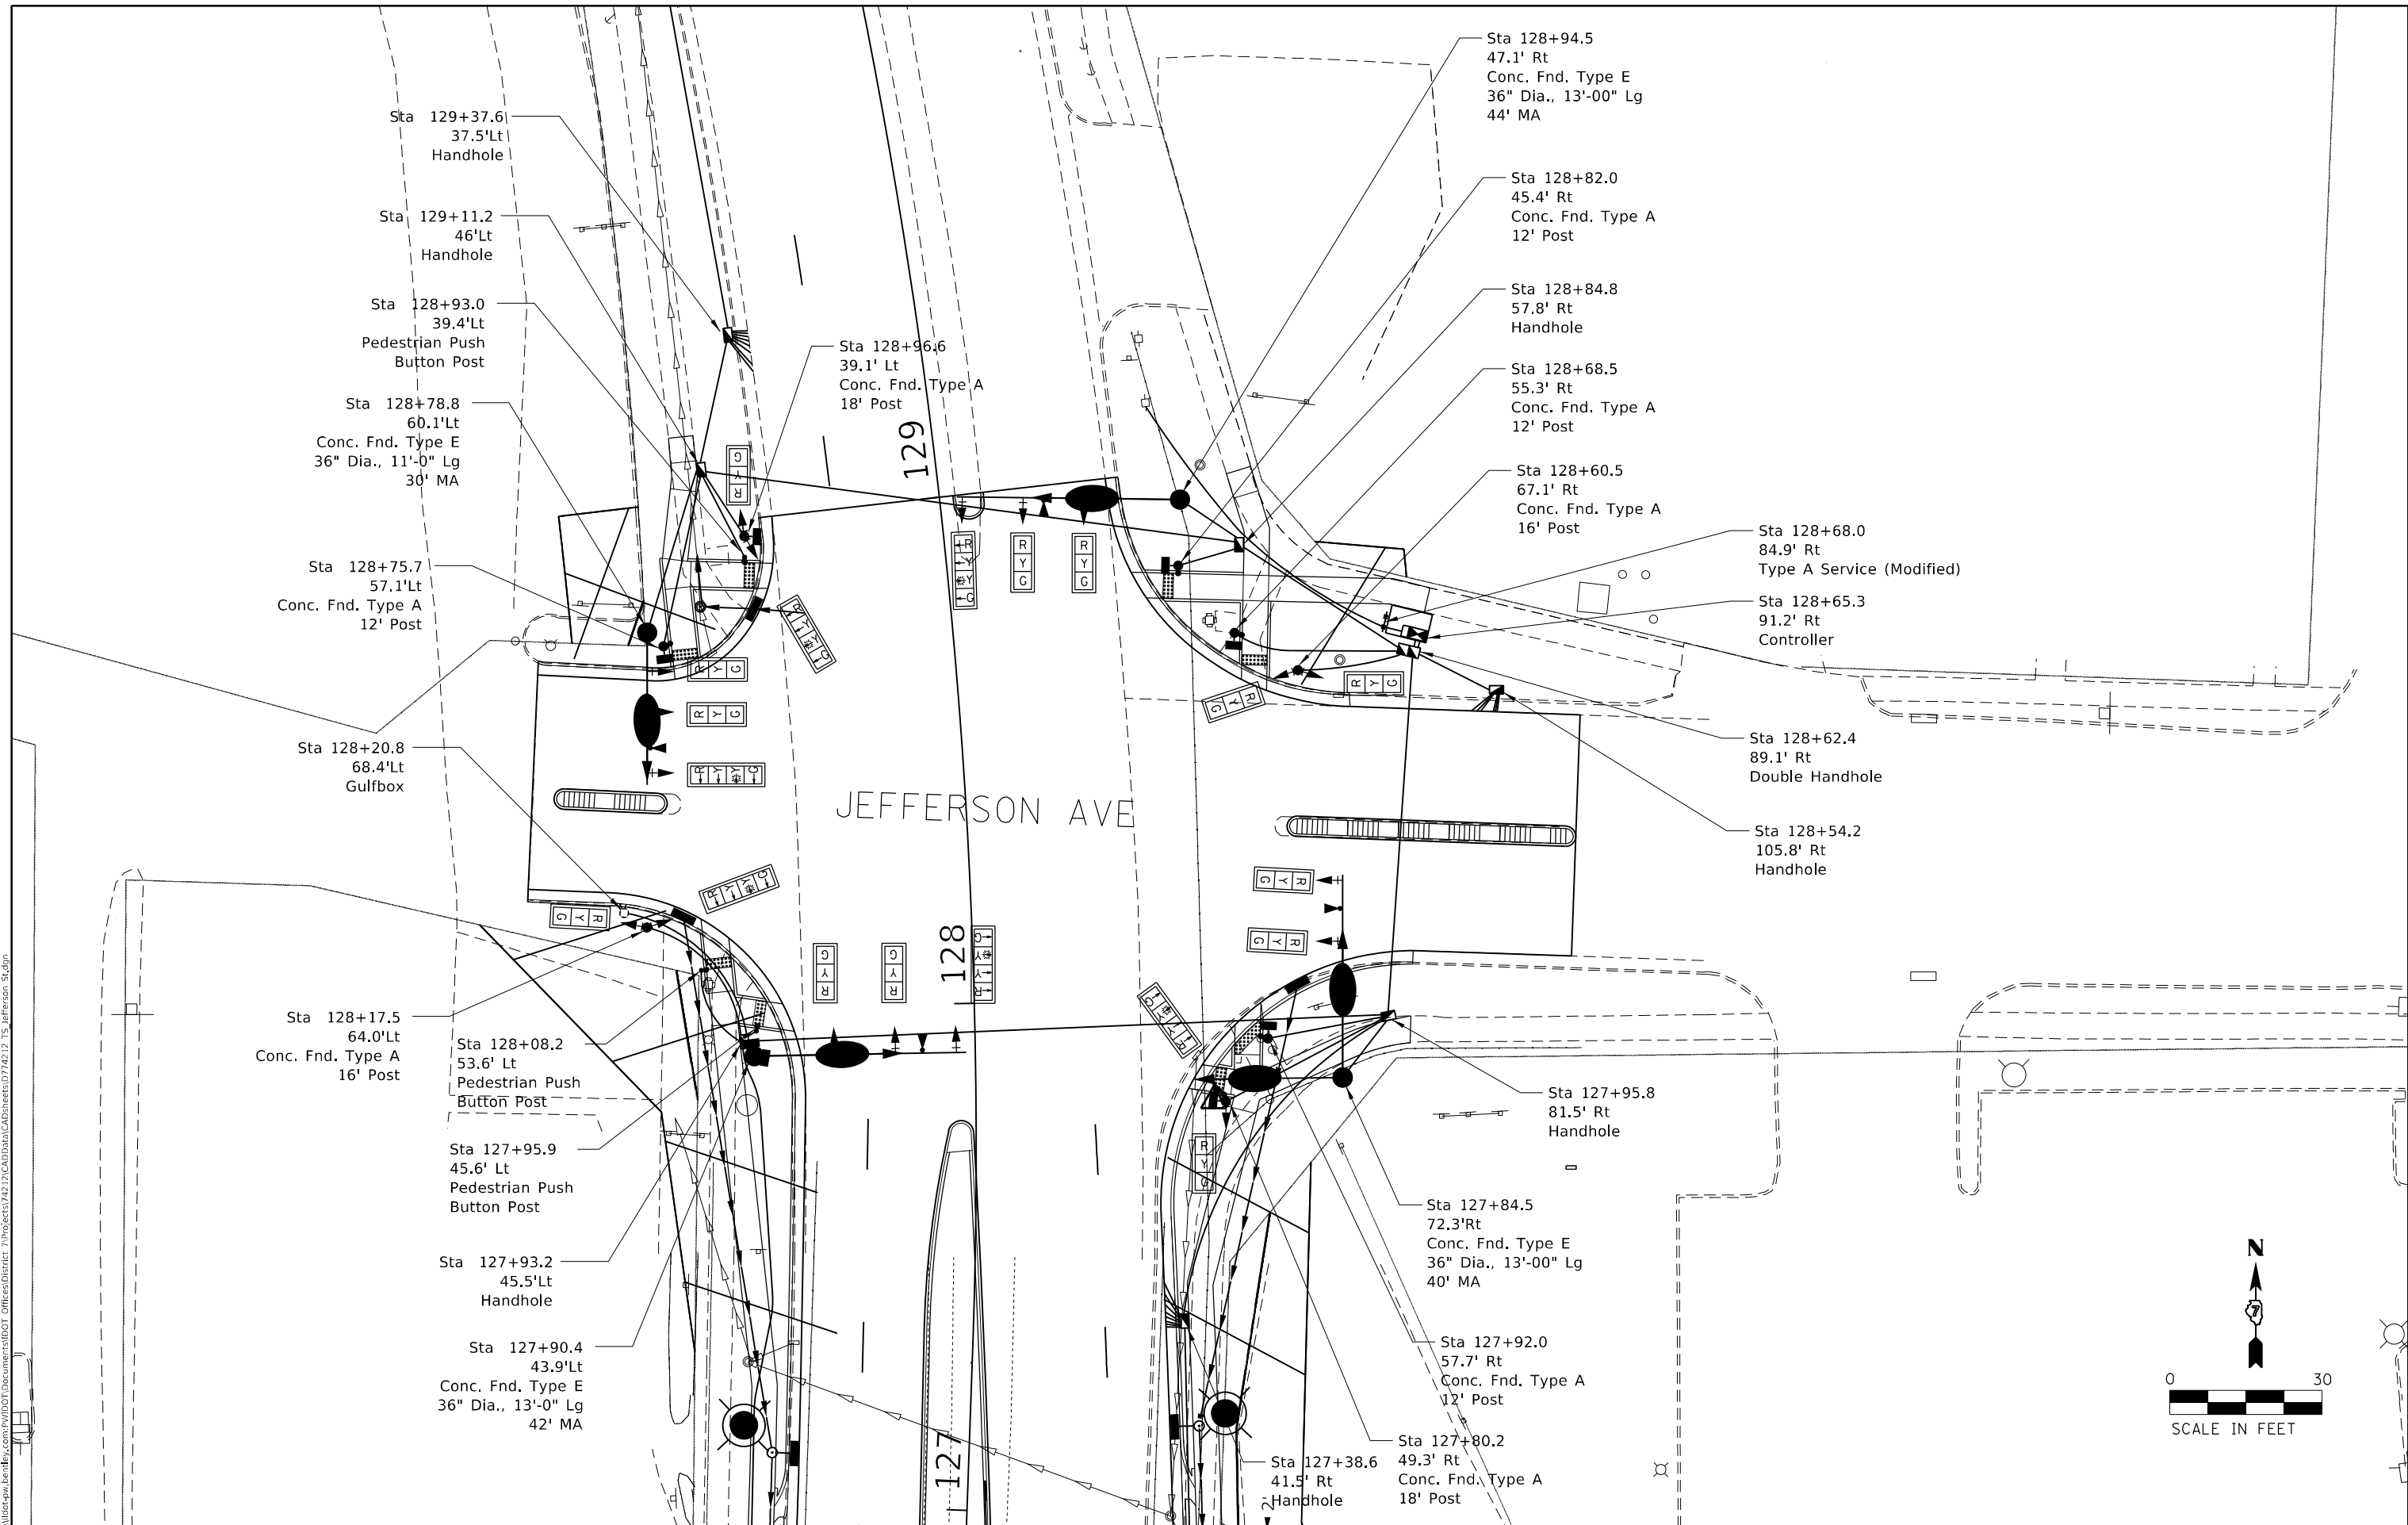 Sta 129+37.6
37.5'Lt
Handhole
Sta 129+11.2
46'Lt
Handhole
Sta 128+93.0
39.4'Lt
Pedestrian Push
Button Post
Sta 128+78.8
60.1'Lt
Conc. Fnd. Type E
36" Dia., 11'-0" Lg
30' MA
Sta 128+75.7
57.1'Lt
Conc. Fnd. Type A
12' Post
Sta 128+20.8
68.4'Lt
Gulfbox
Sta 128+17.5
64.0'Lt
Conc. Fnd. Type A
16' Post
Sta 128+08.2
53.6' Lt
Pedestrian Push
Button Post
Sta 127+95.9
45.6' Lt
Pedestrian Push
Button Post
Sta 127+93.2
45.5'Lt
Handhole
Sta 127+90.4
43.9'Lt
Conc. Fnd. Type E
36" Dia., 13'-0" Lg
42' MA
Sta 128+96.6
39.1' Lt
Conc. Fnd. Type A
18' Post
129
JEFFERSON AVE
128
127
Sta 128+94.5
47.1' Rt
Conc. Fnd. Type E
36" Dia., 13'-00" Lg
44' MA
Sta 128+82.0
45.4' Rt
Conc. Fnd. Type A
12' Post
Sta 128+84.8
57.8' Rt
Handhole
Sta 128+68.5
55.3' Rt
Conc. Fnd. Type A
12' Post
Sta 128+60.5
67.1' Rt
Conc. Fnd. Type A
16' Post
Sta 128+68.0
84.9' Rt
Type A Service (Modified)
Sta 128+65.3
91.2' Rt
Controller
Sta 128+62.4
89.1' Rt
Double Handhole
Sta 128+54.2
105.8' Rt
Handhole
Sta 127+95.8
81.5' Rt
Handhole
Sta 127+84.5
72.3'Rt
Conc. Fnd. Type E
36" Dia., 13'-00" Lg
40' MA
Sta 127+92.0
57.7' Rt
Conc. Fnd. Type A
12' Post
Sta 127+80.2
49.3' Rt
Conc. Fnd. Type A
18' Post
Sta 127+38.6
41.5' Rt
Handhole
R Y G
R Y G
R Y G
R Y Y G
R Y Y G
R Y G
R Y G
R Y Y G
R Y G
R Y G
R Y Y G
R Y G
R Y G
R Y G
R Y Y G
R Y G
R Y G
R Y Y G
R Y G
N
7
0 30
SCALE IN FEET